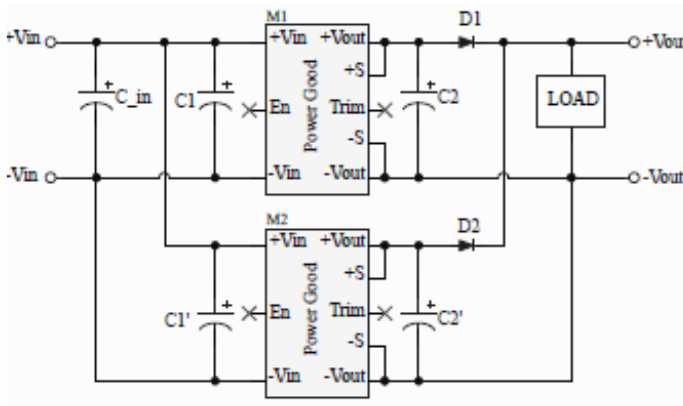 M1
D1
+Vin
+Vin
+Vout
+Vout
+S
C_in
C1
En
Power Good
Trim
C2
LOAD
-S
-Vin
-Vin
-Vout
-Vout
M2
D2
+Vin
+Vout
+S
C1'
En
Power Good
Trim
C2'
-S
-Vin
-Vout